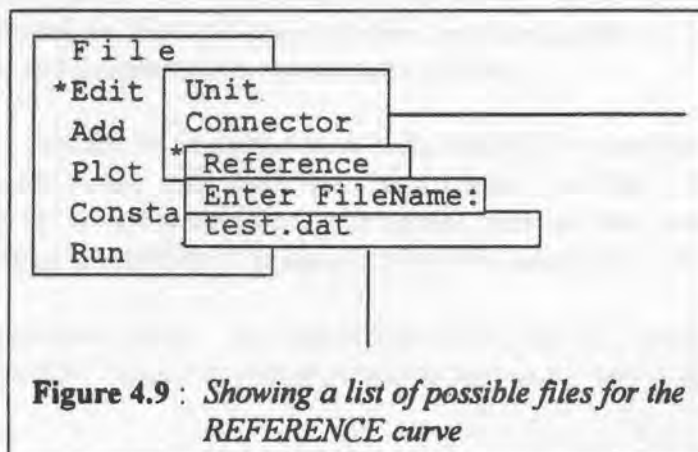 File
*Edit
Add
Plot
Consta
Run
Unit
Connector
* Reference
Enter FileName:
test.dat
Figure 4.9 : Showing a list of possible files for the
REFERENCE curve